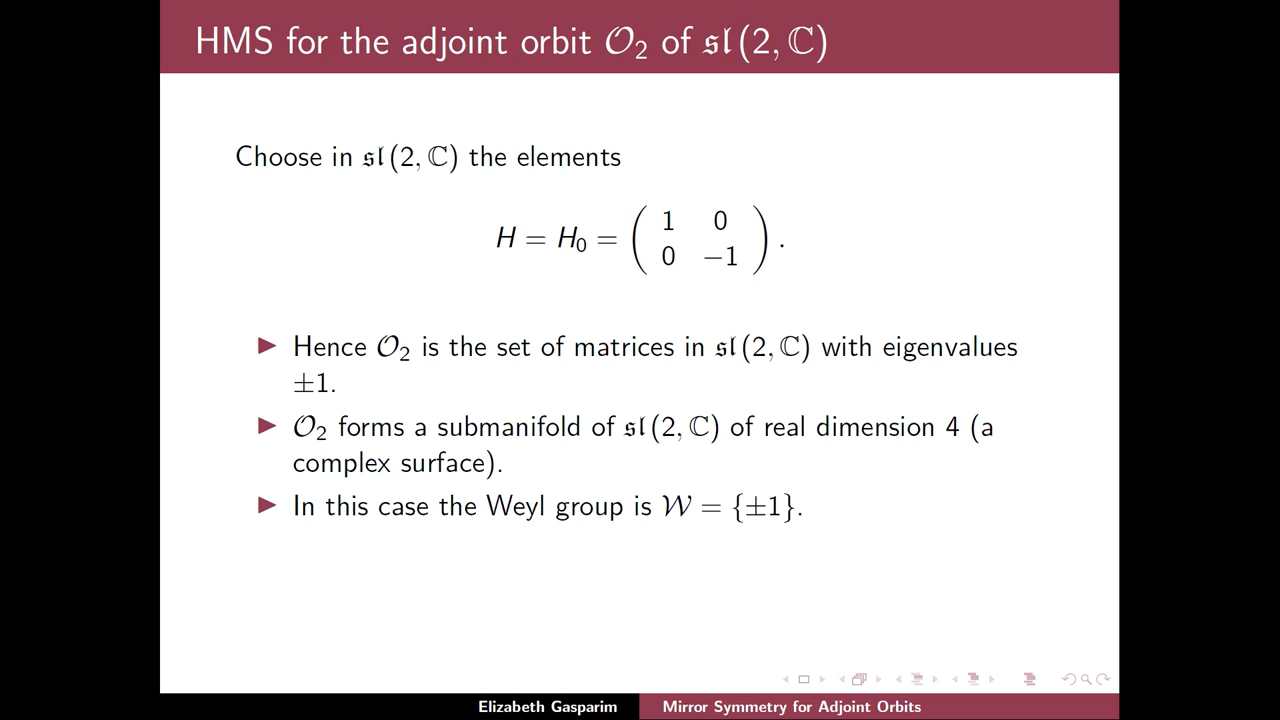 HMS for the adjoint orbit 𝒪₂ of 𝔰𝔩(2, ℂ)
Choose in 𝔰𝔩(2, ℂ) the elements
H = H₀ = ( 1 0
0 −1 ) .
▶ Hence 𝒪₂ is the set of matrices in 𝔰𝔩(2, ℂ) with eigenvalues
±1.
▶ 𝒪₂ forms a submanifold of 𝔰𝔩(2, ℂ) of real dimension 4 (a
complex surface).
▶ In this case the Weyl group is 𝒲 = {±1}.
Elizabeth Gasparim
Mirror Symmetry for Adjoint Orbits